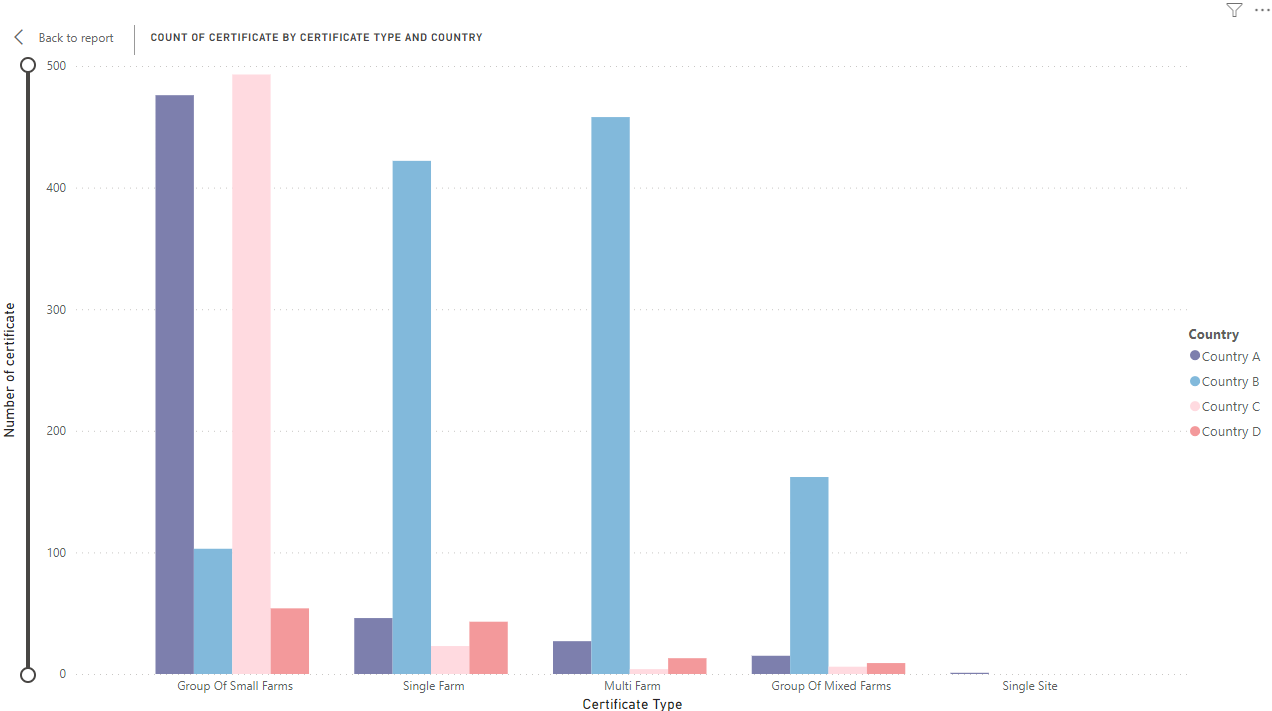 Back to report
COUNT OF CERTIFICATE BY CERTIFICATE TYPE AND COUNTRY
500
400
300
200
100
0
Number of certificate
Group Of Small Farms
Single Farm
Multi Farm
Group Of Mixed Farms
Single Site
Certificate Type
Country
Country A
Country B
Country C
Country D